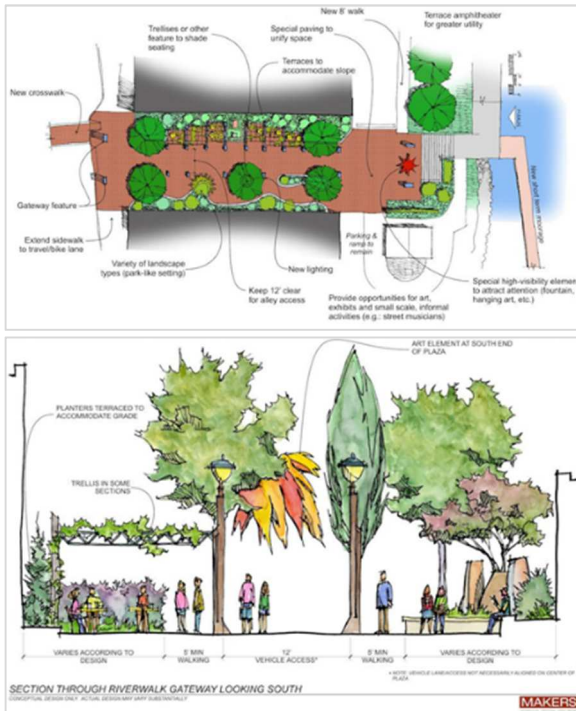 New 8' walk
Terrace amphitheater
for greater utility
Trellises or other
feature to shade
seating
Special paving to
unify space
Terraces to
accommodate slope
New crosswalk
Gateway feature
Extend sidewalk
to travel/bike lane
Variety of landscape
types (park-like setting)
Keep 12' clear
for alley access
New lighting
Parking &
ramp to
remain
Provide opportunities for art,
exhibits and small scale, informal
activities (e.g.: street musicians)
Special high-visibility element
to attract attention (fountain,
hanging art, etc.)
New short term moorage
ART ELEMENT AT SOUTH END
OF PLAZA
PLANTERS TERRACED TO
ACCOMMODATE GRADE
TRELLIS IN SOME
SECTIONS
VARIES ACCORDING TO
DESIGN
5' MIN
WALKING
12'
VEHICLE ACCESS*
5' MIN
WALKING
VARIES ACCORDING TO
DESIGN
* NOTE: VEHICLE LANE/ACCESS NOT NECESSARILY ALIGNED ON CENTER OF
PLAZA
SECTION THROUGH RIVERWALK GATEWAY LOOKING SOUTH
CONCEPTUAL DESIGN ONLY. ACTUAL DESIGN MAY VARY SUBSTANTIALLY
MAKERS